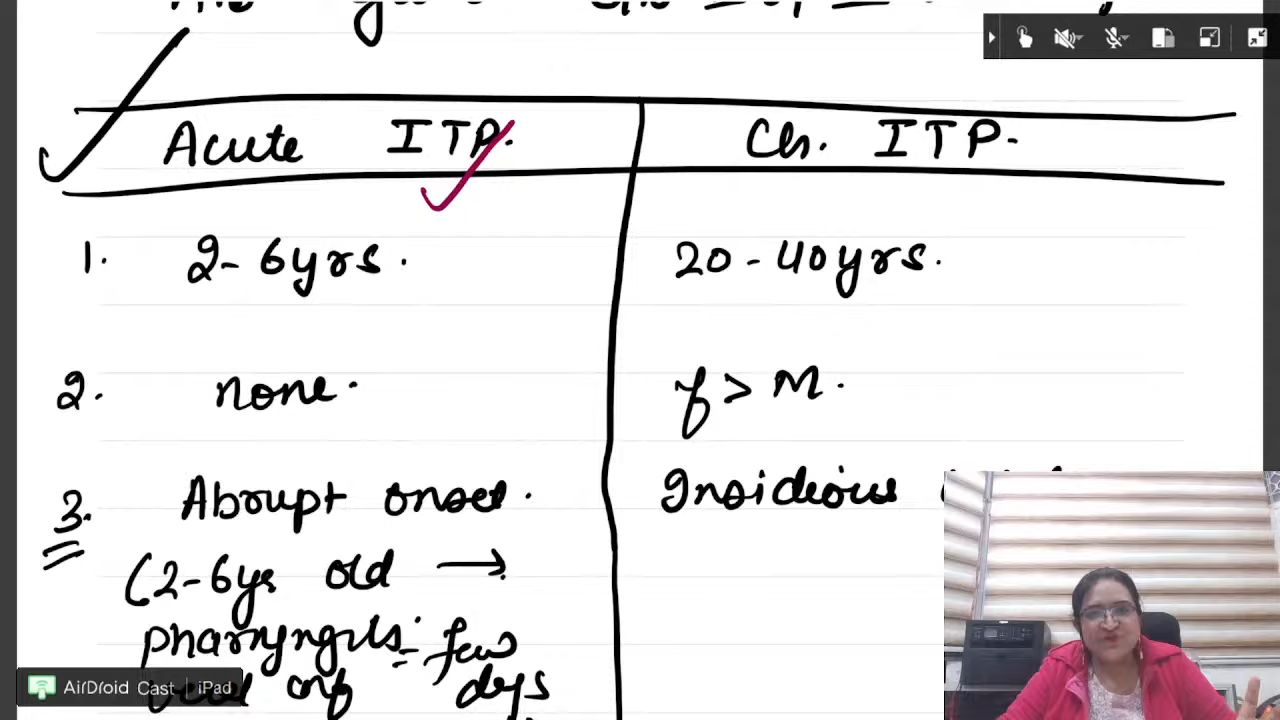 Acute ITP. Ch. ITP.
1. 2-6yrs. 20-40yrs.
2. none. f > M.
3. Abrupt onset. Insidious
(2-6yrs old →
pharyngitis - few
days
AirDroid Cast | iPad